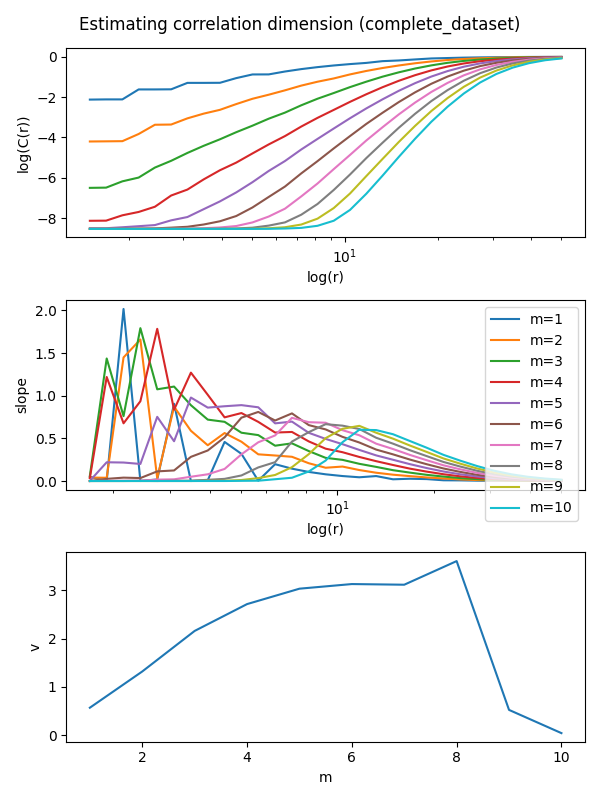 Estimating correlation dimension (complete_dataset)
0
−2
−4
−6
−8
log(C(r))
10¹
log(r)
2.0
1.5
1.0
0.5
0.0
slope
m=1
m=2
m=3
m=4
m=5
m=6
m=7
m=8
m=9
m=10
10¹
log(r)
3
2
1
0
v
2 4 6 8 10
m